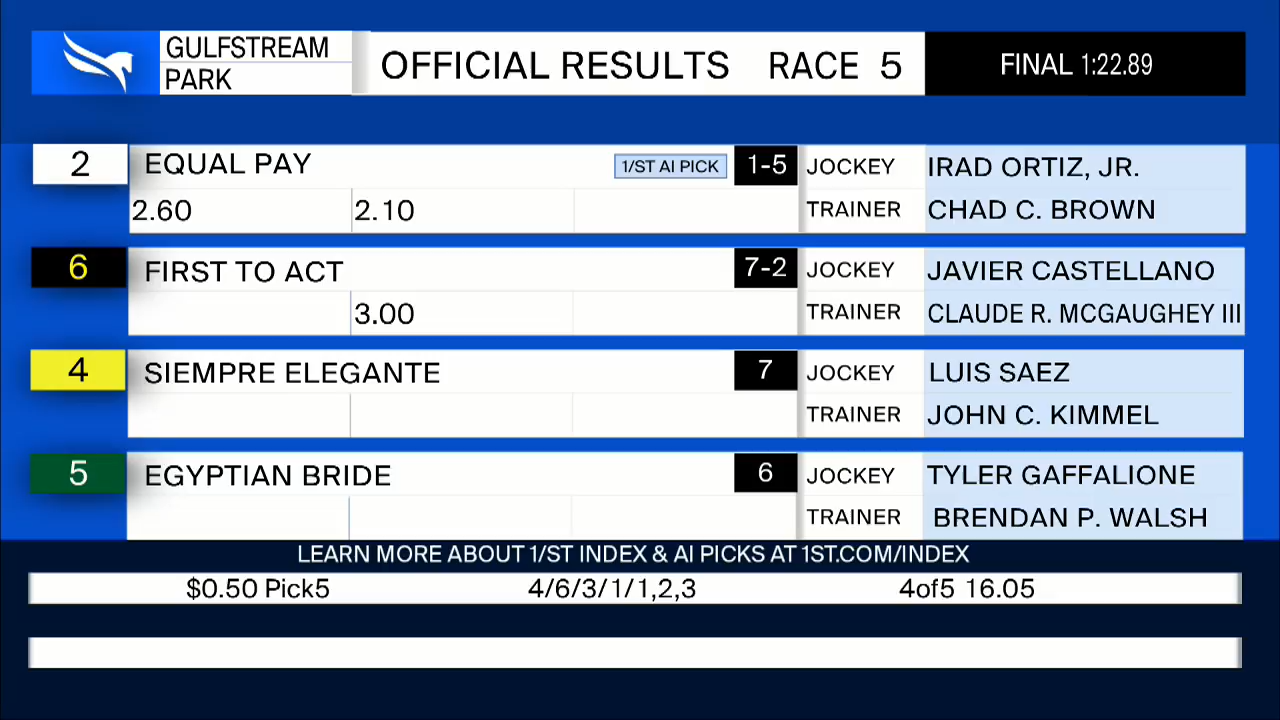 GULFSTREAM
PARK
OFFICIAL RESULTS RACE 5
FINAL 1:22.89
2 EQUAL PAY 1/ST AI PICK 1-5 JOCKEY IRAD ORTIZ, JR.
2.60 2.10 TRAINER CHAD C. BROWN
6 FIRST TO ACT 7-2 JOCKEY JAVIER CASTELLANO
3.00 TRAINER CLAUDE R. MCGAUGHEY III
4 SIEMPRE ELEGANTE 7 JOCKEY LUIS SAEZ
TRAINER JOHN C. KIMMEL
5 EGYPTIAN BRIDE 6 JOCKEY TYLER GAFFALIONE
TRAINER BRENDAN P. WALSH
LEARN MORE ABOUT 1/ST INDEX & AI PICKS AT 1ST.COM/INDEX
$0.50 Pick5 4/6/3/1/1,2,3 4of5 16.05